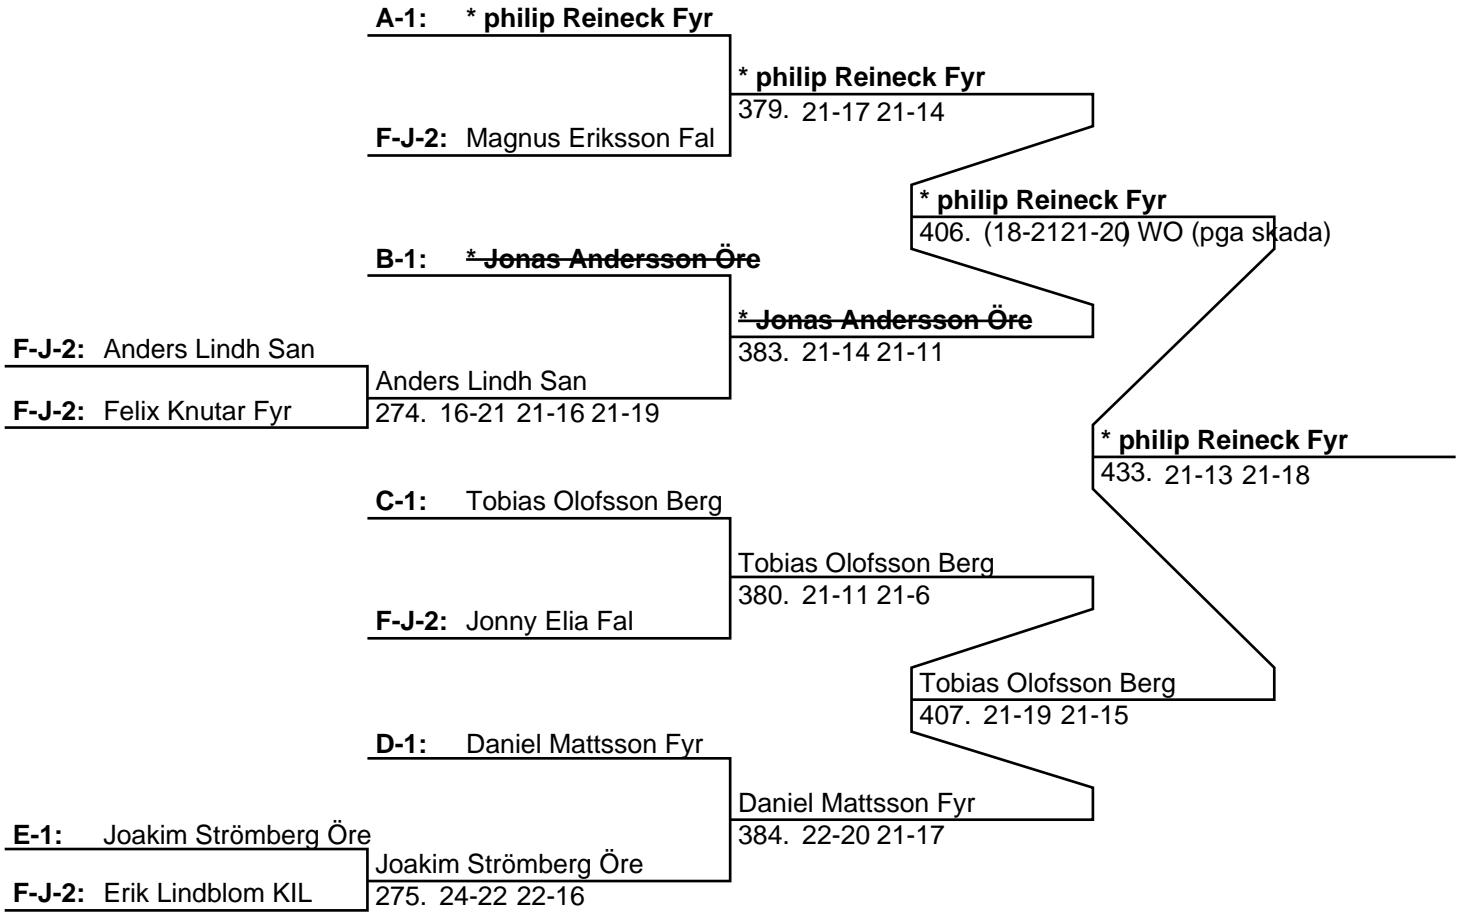 A-1: * philip Reineck Fyr
* philip Reineck Fyr
379. 21-17 21-14
F-J-2: Magnus Eriksson Fal
* philip Reineck Fyr
406. (18-2121-20) WO (pga skada)
B-1: * Jonas Andersson Öre
* Jonas Andersson Öre
383. 21-14 21-11
F-J-2: Anders Lindh San
Anders Lindh San
274. 16-21 21-16 21-19
F-J-2: Felix Knutar Fyr
* philip Reineck Fyr
433. 21-13 21-18
C-1: Tobias Olofsson Berg
Tobias Olofsson Berg
380. 21-11 21-6
F-J-2: Jonny Elia Fal
Tobias Olofsson Berg
407. 21-19 21-15
D-1: Daniel Mattsson Fyr
Daniel Mattsson Fyr
384. 22-20 21-17
E-1: Joakim Strömberg Öre
Joakim Strömberg Öre
275. 24-22 22-16
F-J-2: Erik Lindblom KIL